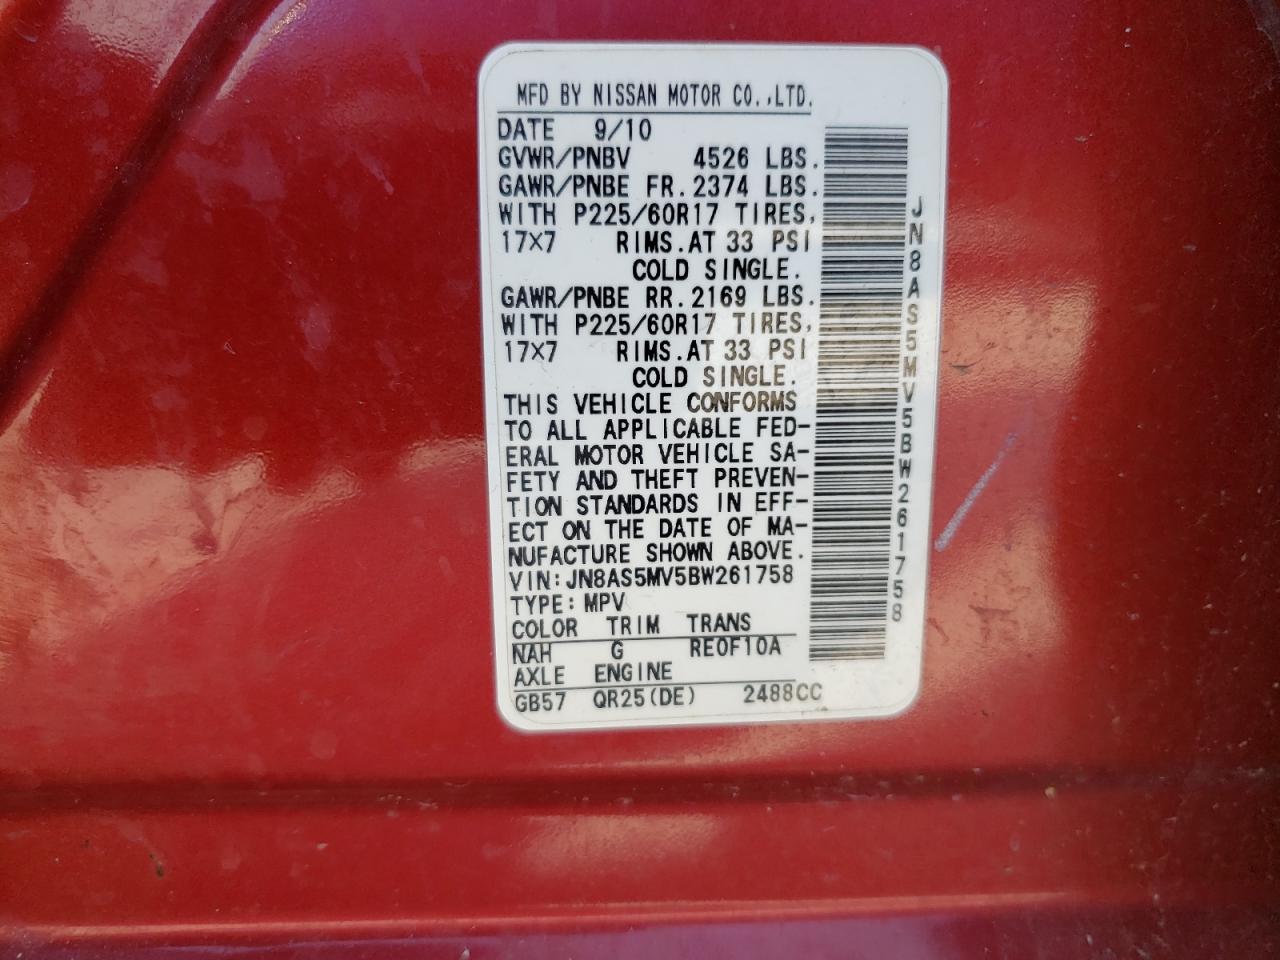 MFD BY NISSAN MOTOR CO.,LTD.
DATE 9/10
GVWR/PNBV 4526 LBS.
GAWR/PNBE FR.2374 LBS.
WITH P225/60R17 TIRES,
17×7 RIMS.AT 33 PSI
COLD SINGLE.
GAWR/PNBE RR.2169 LBS.
WITH P225/60R17 TIRES,
17×7 RIMS.AT 33 PSI
COLD SINGLE.
THIS VEHICLE CONFORMS
TO ALL APPLICABLE FED-
ERAL MOTOR VEHICLE SA-
FETY AND THEFT PREVEN-
TION STANDARDS IN EFF-
ECT ON THE DATE OF MA-
NUFACTURE SHOWN ABOVE.
VIN:JN8AS5MV5BW261758
TYPE:MPV
COLOR TRIM TRANS
NAH G RE0F10A
AXLE ENGINE
GB57 QR25(DE) 2488CC
JN8AS5MV5BW261758